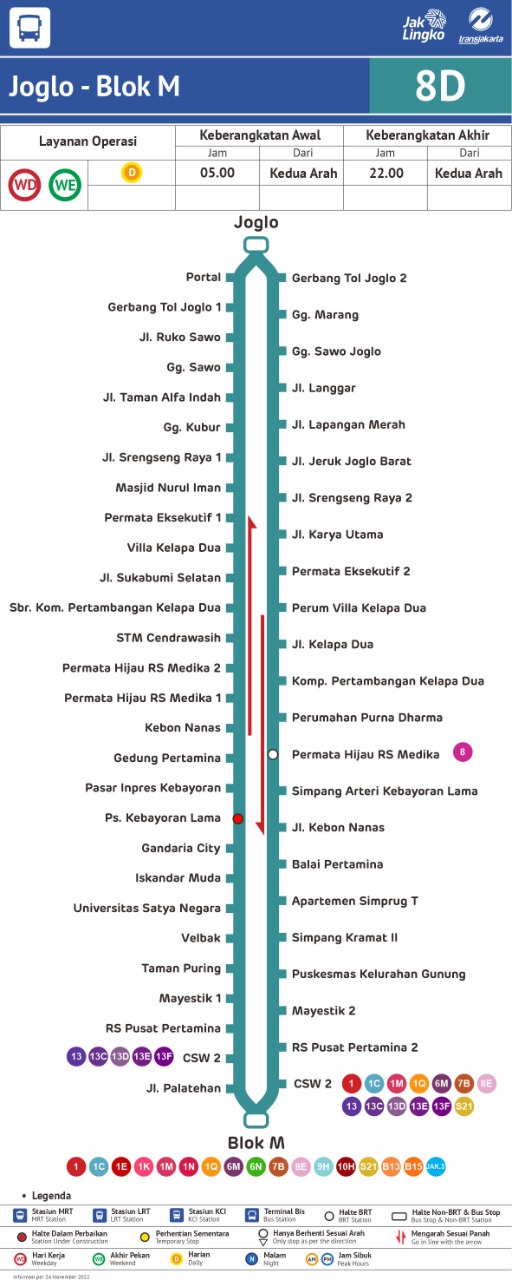 Jak
Lingko
transjakarta
Joglo - Blok M
8D
Layanan Operasi
Keberangkatan Awal
Keberangkatan Akhir
Jam
Dari
Jam
Dari
WD
WE
D
05.00
Kedua Arah
22.00
Kedua Arah
Joglo
Portal
Gerbang Tol Joglo 1
Jl. Ruko Sawo
Gg. Sawo
Jl. Taman Alfa Indah
Gg. Kubur
Jl. Srengseng Raya 1
Masjid Nurul Iman
Permata Eksekutif 1
Villa Kelapa Dua
Jl. Sukabumi Selatan
Sbr. Kom. Pertambangan Kelapa Dua
STM Cendrawasih
Permata Hijau RS Medika 2
Permata Hijau RS Medika 1
Kebon Nanas
Gedung Pertamina
Pasar Inpres Kebayoran
Ps. Kebayoran Lama
Gandaria City
Iskandar Muda
Universitas Satya Negara
Velbak
Taman Puring
Mayestik 1
RS Pusat Pertamina
13 13C 13D 13E 13F CSW 2
Jl. Palatehan
Gerbang Tol Joglo 2
Gg. Marang
Gg. Sawo Joglo
Jl. Langgar
Jl. Lapangan Merah
Jl. Jeruk Joglo Barat
Jl. Srengseng Raya 2
Jl. Karya Utama
Permata Eksekutif 2
Perum Villa Kelapa Dua
Jl. Kelapa Dua
Komp. Pertambangan Kelapa Dua
Perumahan Purna Dharma
Permata Hijau RS Medika 8
Simpang Arteri Kebayoran Lama
Jl. Kebon Nanas
Balai Pertamina
Apartemen Simprug T
Simpang Kramat II
Puskesmas Kelurahan Gunung
Mayestik 2
RS Pusat Pertamina 2
CSW 2 1 1C 1M 1Q 6M 7B 8E
13 13C 13D 13E 13F S21
Blok M
1 1C 1E 1K 1M 1N 1Q 6M 6N 7B 8E 9H 10H S21 B13 B15 JAK.3
• Legenda
Stasiun MRT
MRT Station
Stasiun LRT
LRT Station
Stasiun KCI
KCI Station
Terminal Bis
Bus Station
Halte BRT
BRT Station
Halte Non-BRT & Bus Stop
Bus Stop & Non-BRT Station
Halte Dalam Perbaikan
Station Under Construction
Perhentian Sementara
Temporary Stop
Hanya Berhenti Sesuai Arah
Only stop as per the direction
Mengarah Sesuai Panah
Go in line with the arrow
WD
Hari Kerja
Weekday
WE
Akhir Pekan
Weekend
D
Harian
Daily
N
Malam
Night
AM PM
Jam Sibuk
Peak Hours
Informasi per 24 November 2022